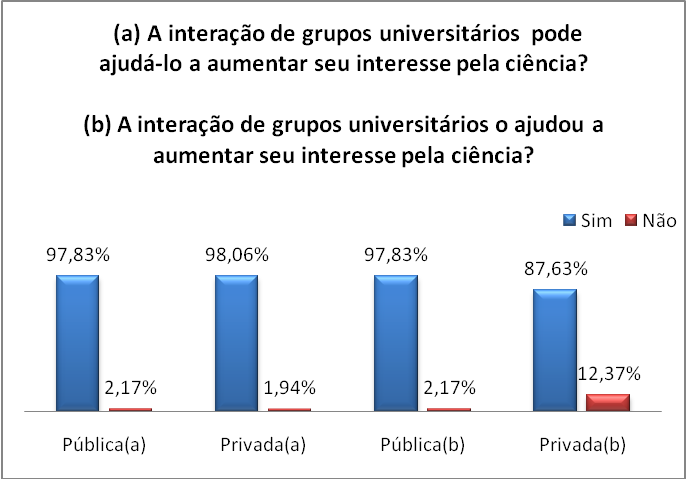 (a) A interação de grupos universitários pode
ajudá-lo a aumentar seu interesse pela ciência?
(b) A interação de grupos universitários o ajudou a
aumentar seu interesse pela ciência?
Sim Não
97,83% 98,06% 97,83% 87,63%
2,17% 1,94% 2,17% 12,37%
Pública(a) Privada(a) Pública(b) Privada(b)